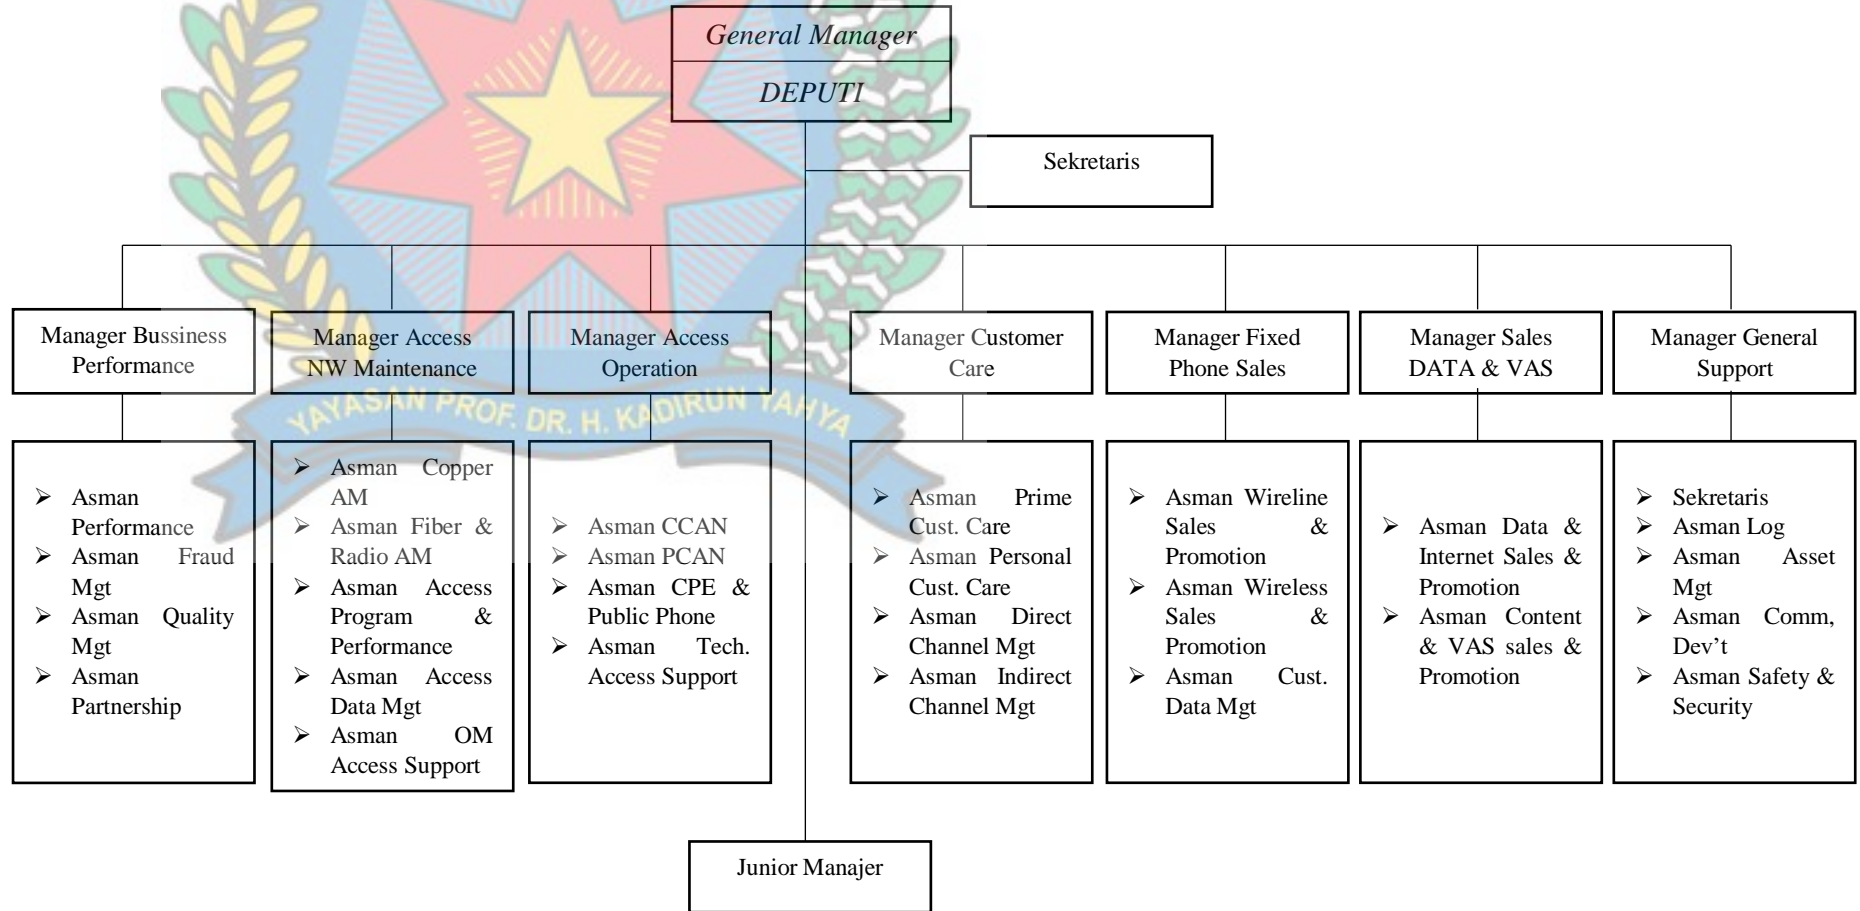 General Manager
DEPUTI
Sekretaris
Manager Bussiness
Performance
Manager Access
NW Maintenance
Manager Access
Operation
Manager Customer
Care
Manager Fixed
Phone Sales
Manager Sales
DATA & VAS
Manager General
Support
YAYASAN PROF. DR. H. KADIRUN YAHYA
➢ Asman
Performance
➢ Asman Fraud
Mgt
➢ Asman Quality
Mgt
➢ Asman
Partnership
➢ Asman Copper
AM
➢ Asman Fiber &
Radio AM
➢ Asman Access
Program &
Performance
➢ Asman Access
Data Mgt
➢ Asman OM
Access Support
➢ Asman CCAN
➢ Asman PCAN
➢ Asman CPE &
Public Phone
➢ Asman Tech.
Access Support
➢ Asman Prime
Cust. Care
➢ Asman Personal
Cust. Care
➢ Asman Direct
Channel Mgt
➢ Asman Indirect
Channel Mgt
➢ Asman Wireline
Sales &
Promotion
➢ Asman Wireless
Sales &
Promotion
➢ Asman Cust.
Data Mgt
➢ Asman Data &
Internet Sales &
Promotion
➢ Asman Content
& VAS sales &
Promotion
➢ Sekretaris
➢ Asman Log
➢ Asman Asset
Mgt
➢ Asman Comm,
Dev’t
➢ Asman Safety &
Security
Junior Manajer